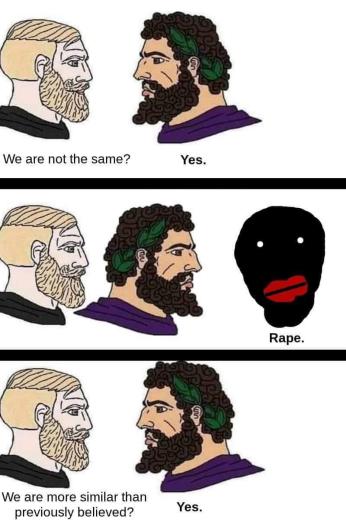 We are not the same?
Yes.
Rape.
We are more similar than
previously believed?
Yes.